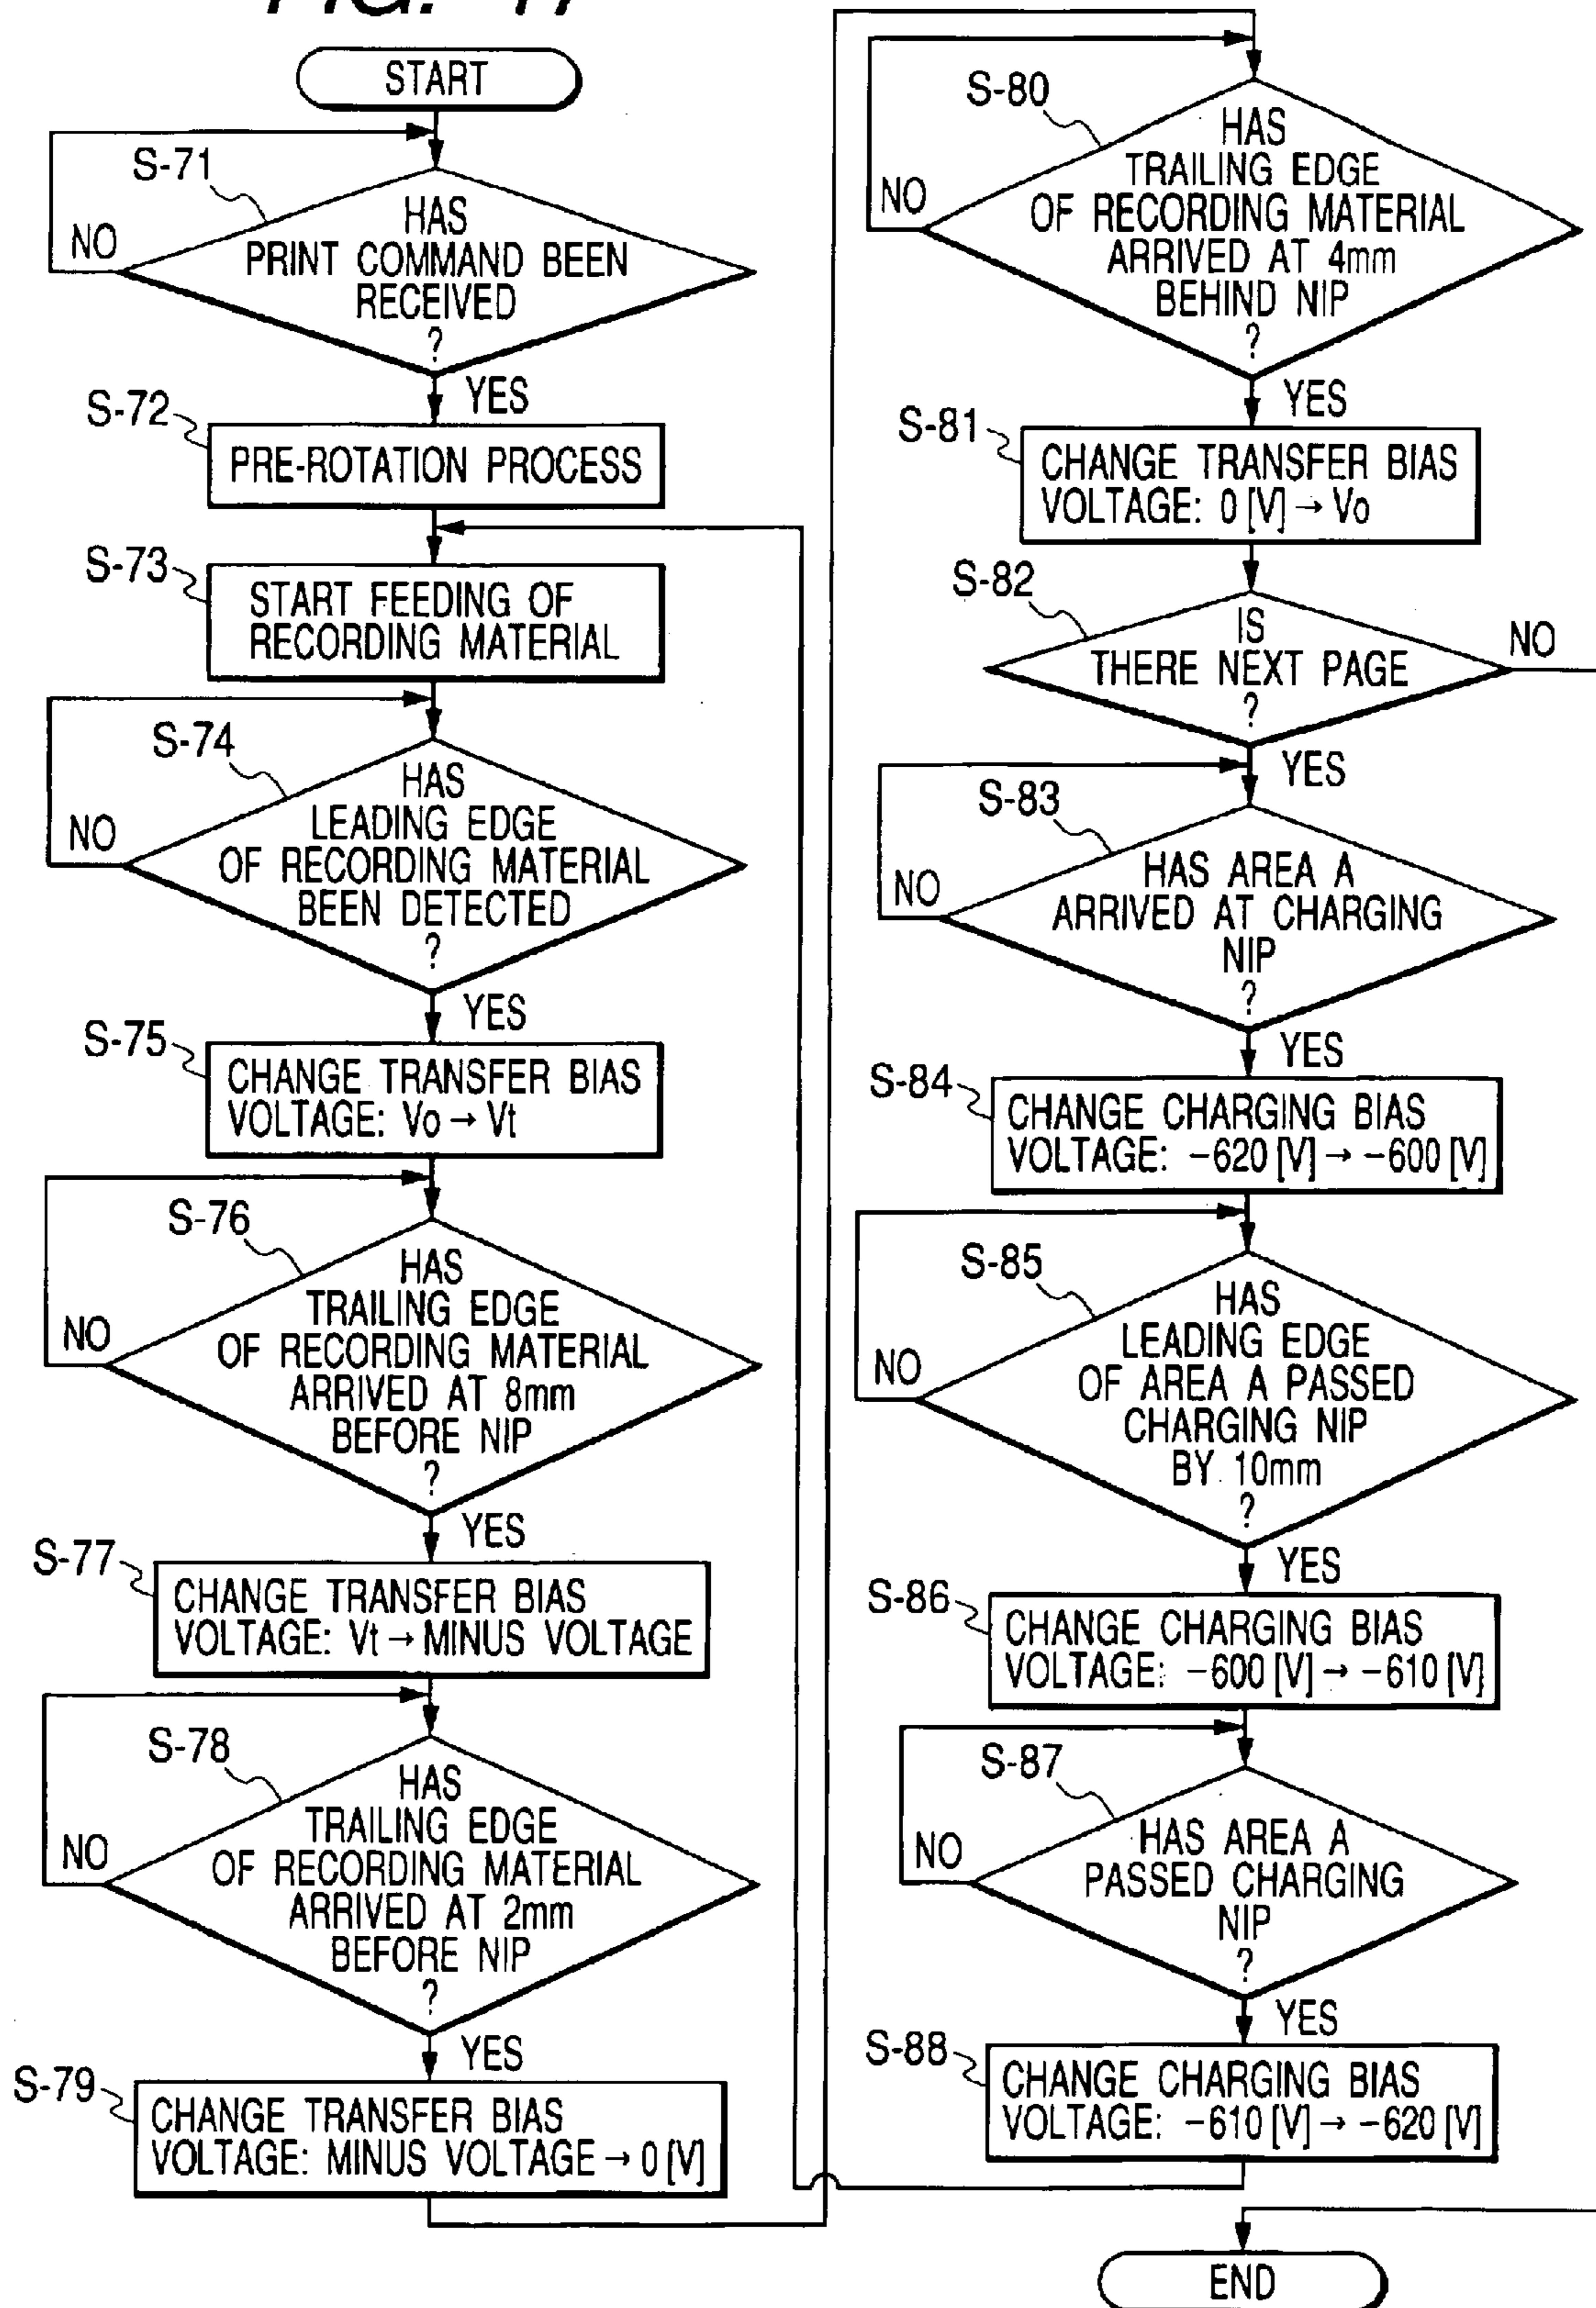 START
S-71
HAS
PRINT COMMAND BEEN
RECEIVED
?
NO
YES
S-72
PRE-ROTATION PROCESS
S-73
START FEEDING OF
RECORDING MATERIAL
S-74
HAS
LEADING EDGE
OF RECORDING MATERIAL
BEEN DETECTED
?
NO
YES
S-75
CHANGE TRANSFER BIAS
VOLTAGE: Vo → Vt
S-76
HAS
TRAILING EDGE
OF RECORDING MATERIAL
ARRIVED AT 8mm
BEFORE NIP
?
NO
YES
S-77
CHANGE TRANSFER BIAS
VOLTAGE: Vt → MINUS VOLTAGE
S-78
HAS
TRAILING EDGE
OF RECORDING MATERIAL
ARRIVED AT 2mm
BEFORE NIP
?
NO
YES
S-79
CHANGE TRANSFER BIAS
VOLTAGE: MINUS VOLTAGE → 0 [V]
S-80
HAS
TRAILING EDGE
OF RECORDING MATERIAL
ARRIVED AT 4mm
BEHIND NIP
?
NO
YES
S-81
CHANGE TRANSFER BIAS
VOLTAGE: 0 [V] → Vo
S-82
IS
THERE NEXT PAGE
?
NO
YES
S-83
HAS AREA A
ARRIVED AT CHARGING
NIP
?
NO
YES
S-84
CHANGE CHARGING BIAS
VOLTAGE: -620 [V] → -600 [V]
S-85
HAS
LEADING EDGE
OF AREA A PASSED
CHARGING NIP
BY 10mm
?
NO
YES
S-86
CHANGE CHARGING BIAS
VOLTAGE: -600 [V] → -610 [V]
S-87
HAS AREA A
PASSED CHARGING
NIP
?
NO
YES
S-88
CHANGE CHARGING BIAS
VOLTAGE: -610 [V] → -620 [V]
END